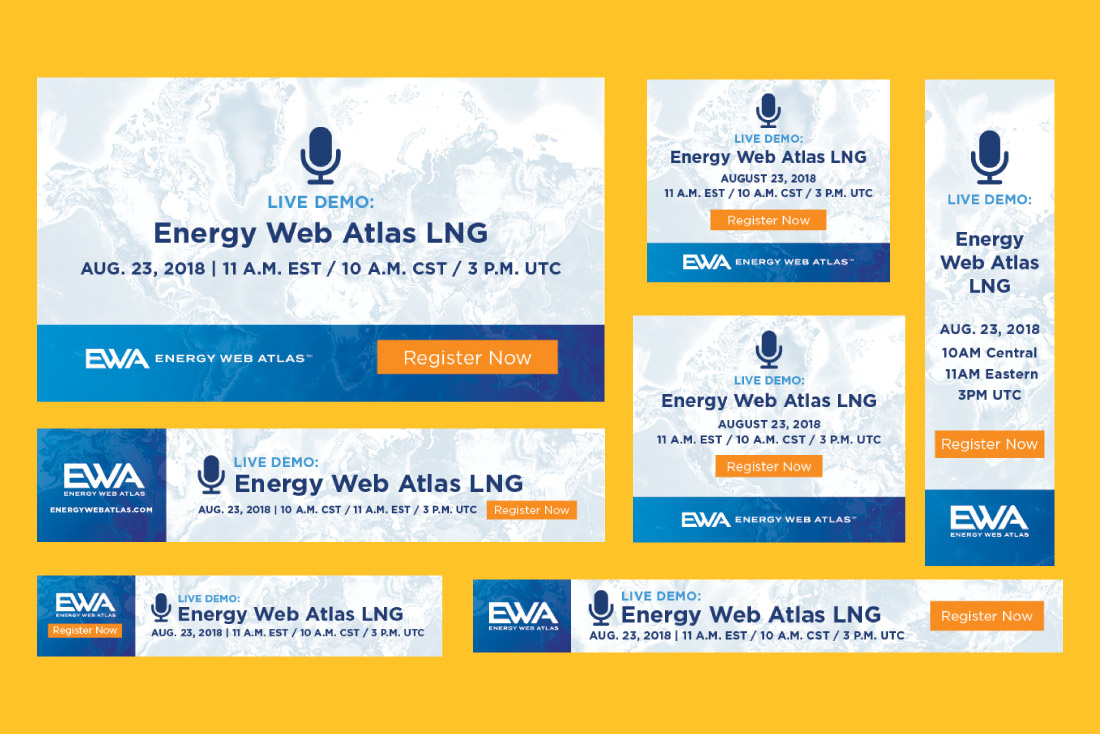 LIVE DEMO:
Energy Web Atlas LNG
AUG. 23, 2018 | 11 A.M. EST / 10 A.M. CST / 3 P.M. UTC
EWA ENERGY WEB ATLAS™
Register Now
LIVE DEMO:
Energy Web Atlas LNG
AUGUST 23, 2018
11 A.M. EST / 10 A.M. CST / 3 P.M. UTC
Register Now
EWA ENERGY WEB ATLAS™
LIVE DEMO:
Energy
Web Atlas
LNG
AUG. 23, 2018
10AM Central
11AM Eastern
3PM UTC
Register Now
EWA
ENERGY WEB ATLAS
LIVE DEMO:
Energy Web Atlas LNG
AUGUST 23, 2018
11 A.M. EST / 10 A.M. CST / 3 P.M. UTC
Register Now
EWA ENERGY WEB ATLAS™
EWA
ENERGY WEB ATLAS
ENERGYWEBATLAS.COM
LIVE DEMO:
Energy Web Atlas LNG
AUG. 23, 2018 | 10 A.M. CST / 11 A.M. EST / 3 P.M. UTC
Register Now
EWA
ENERGY WEB ATLAS
Register Now
LIVE DEMO:
Energy Web Atlas LNG
AUG. 23, 2018 | 11 A.M. EST / 10 A.M. CST / 3 P.M. UTC
EWA
ENERGY WEB ATLAS
LIVE DEMO:
Energy Web Atlas LNG
AUG. 23, 2018 | 11 A.M. EST / 10 A.M. CST / 3 P.M. UTC
Register Now